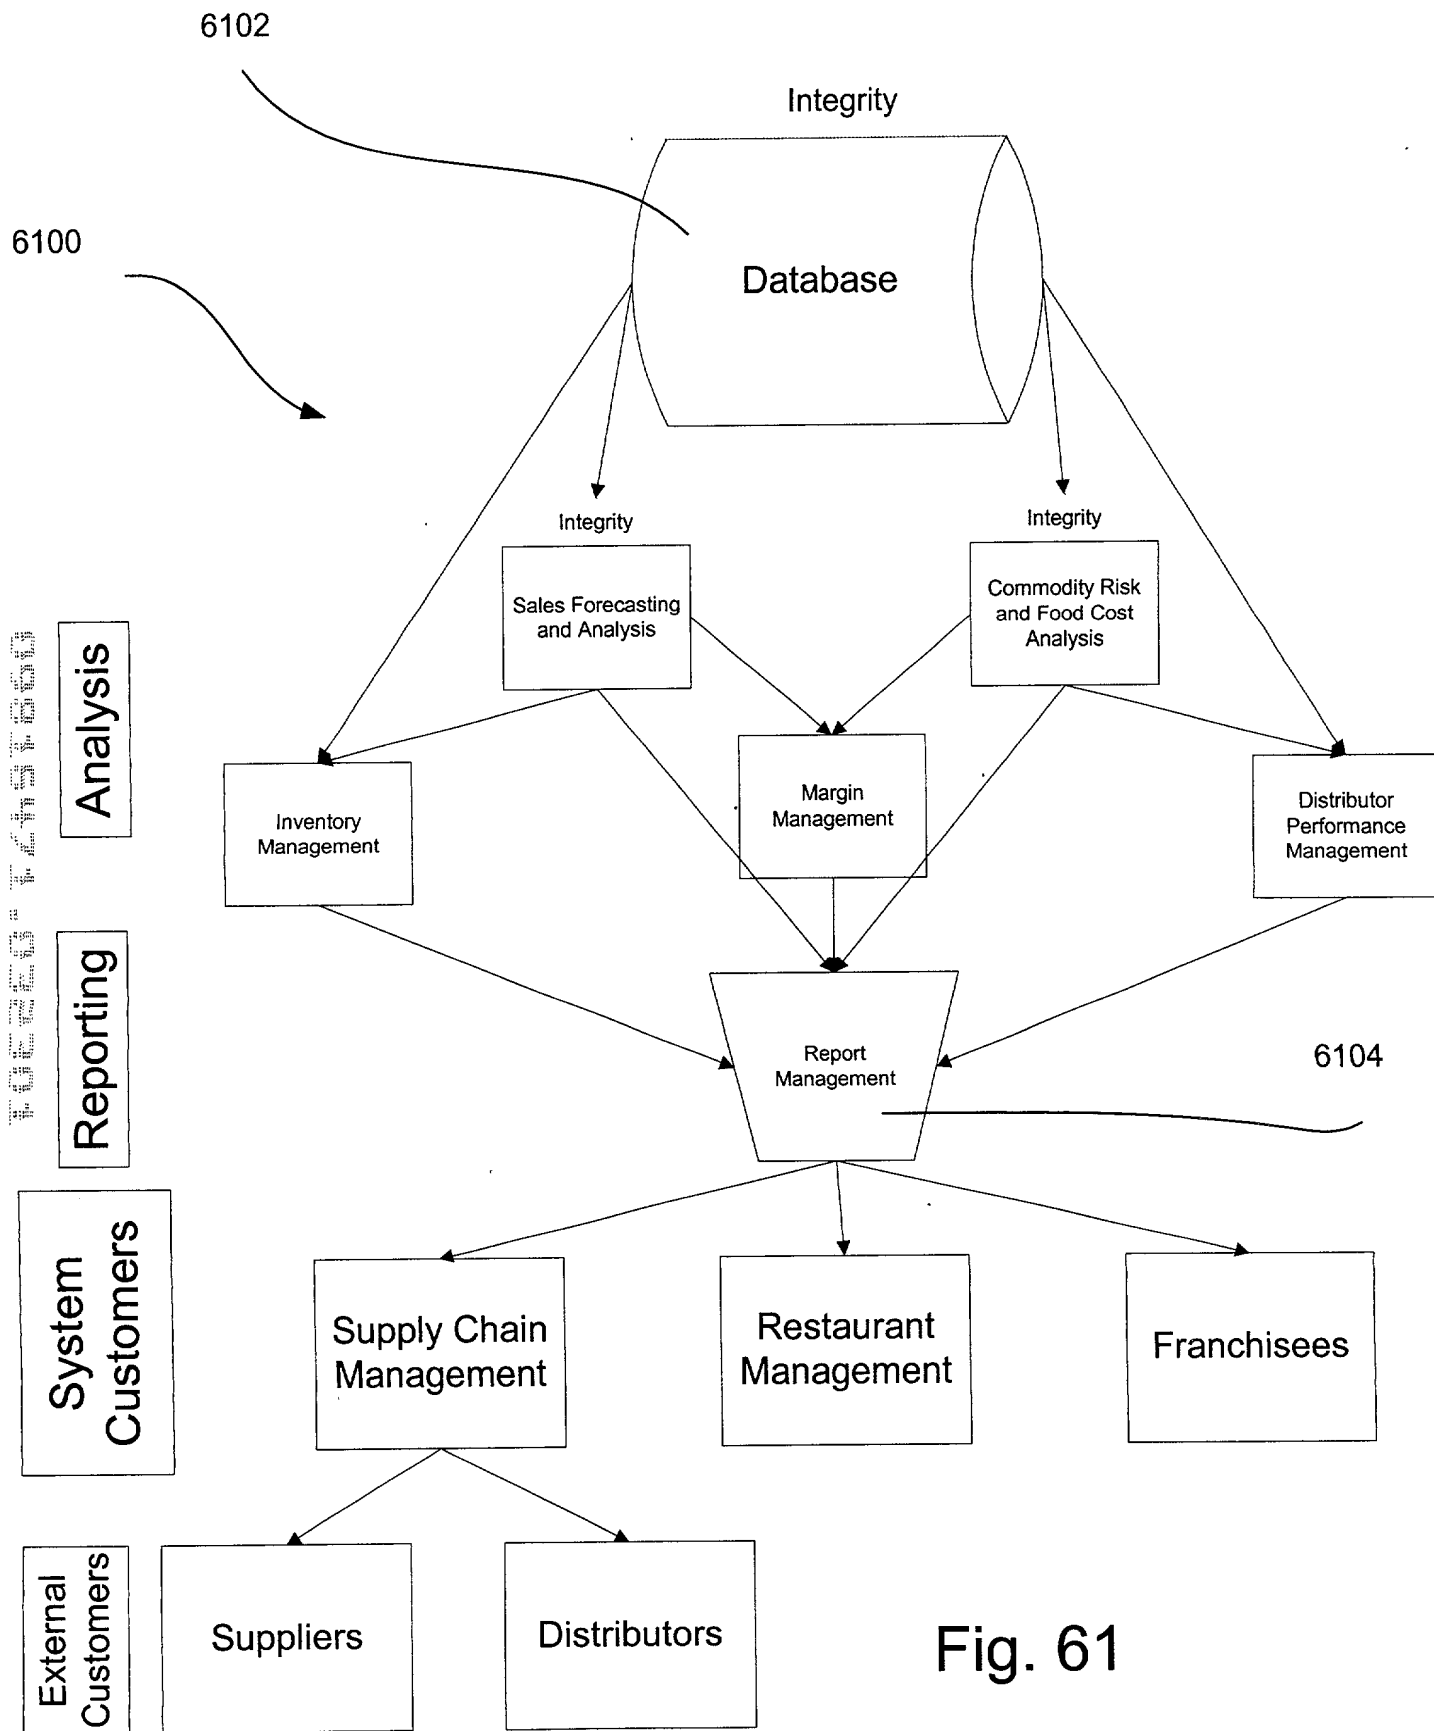 6102
Integrity
6100
Database
Integrity
Integrity
Sales Forecasting
and Analysis
Commodity Risk
and Food Cost
Analysis
Analysis
Inventory
Management
Margin
Management
Distributor
Performance
Management
Reporting
Report
Management
6104
System
Customers
Supply Chain
Management
Restaurant
Management
Franchisees
External
Customers
Suppliers
Distributors
Fig. 61